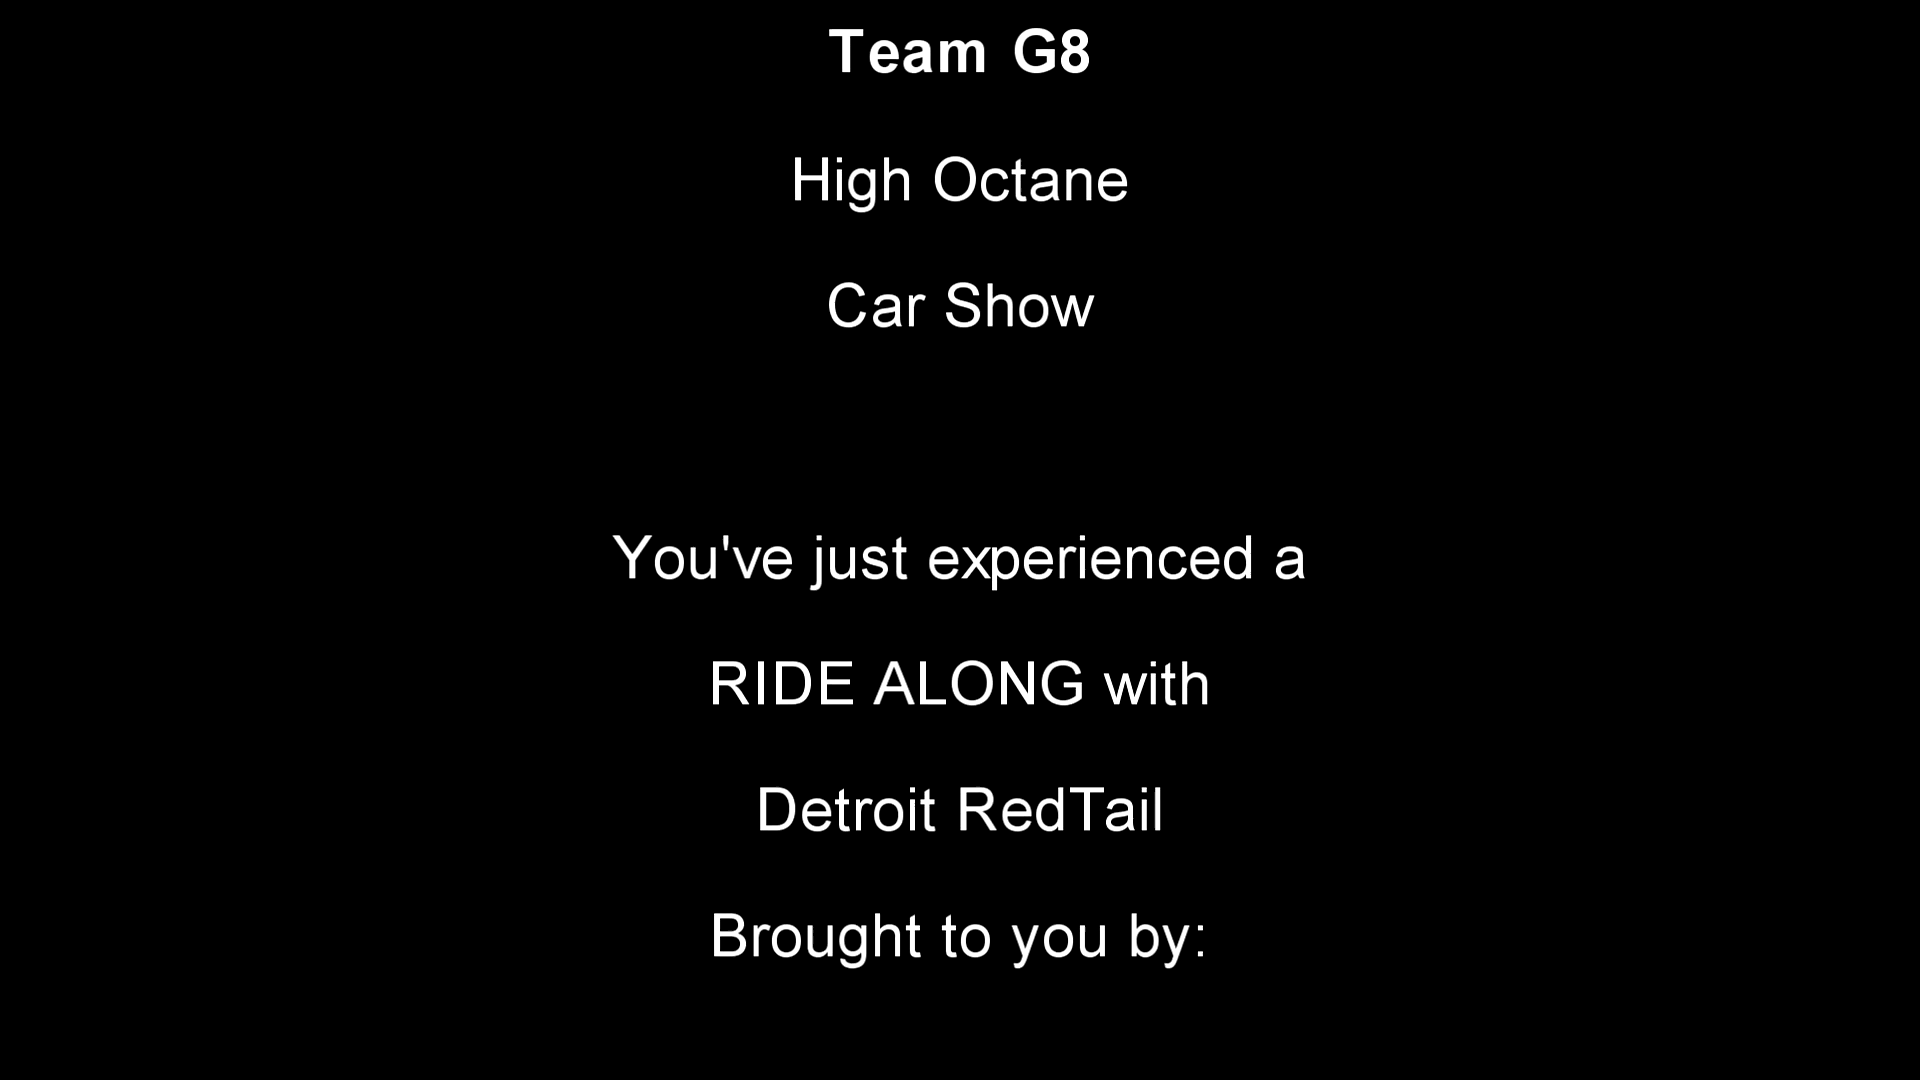 Team G8
High Octane
Car Show
You've just experienced a
RIDE ALONG with
Detroit RedTail
Brought to you by: